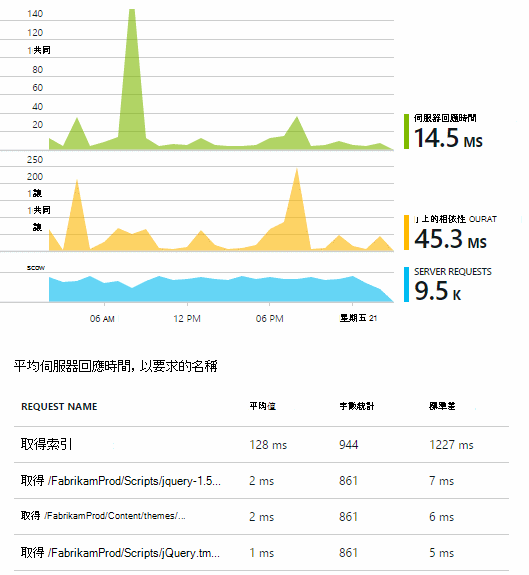 140
120
1共同
80
60
40
20
伺服器回應時間
14.5 MS
250
200
1讓
1共同
讓
上的相依性 OURAT
45.3 MS
SERVER REQUESTS
9.5 K
06 AM 12 PM 06 PM 星期五 21
平均伺服器回應時間，以要求的名稱
REQUEST NAME 平均值 字數統計 標準差
取得索引 128 ms 944 1227 ms
取得 /FabrikamProd/Scripts/jquery-1.5... 2 ms 861 7 ms
取得 /FabrikamProd/Content/themes/... 2 ms 861 6 ms
取得 /FabrikamProd/Scripts/jQuery.tm... 1 ms 861 5 ms